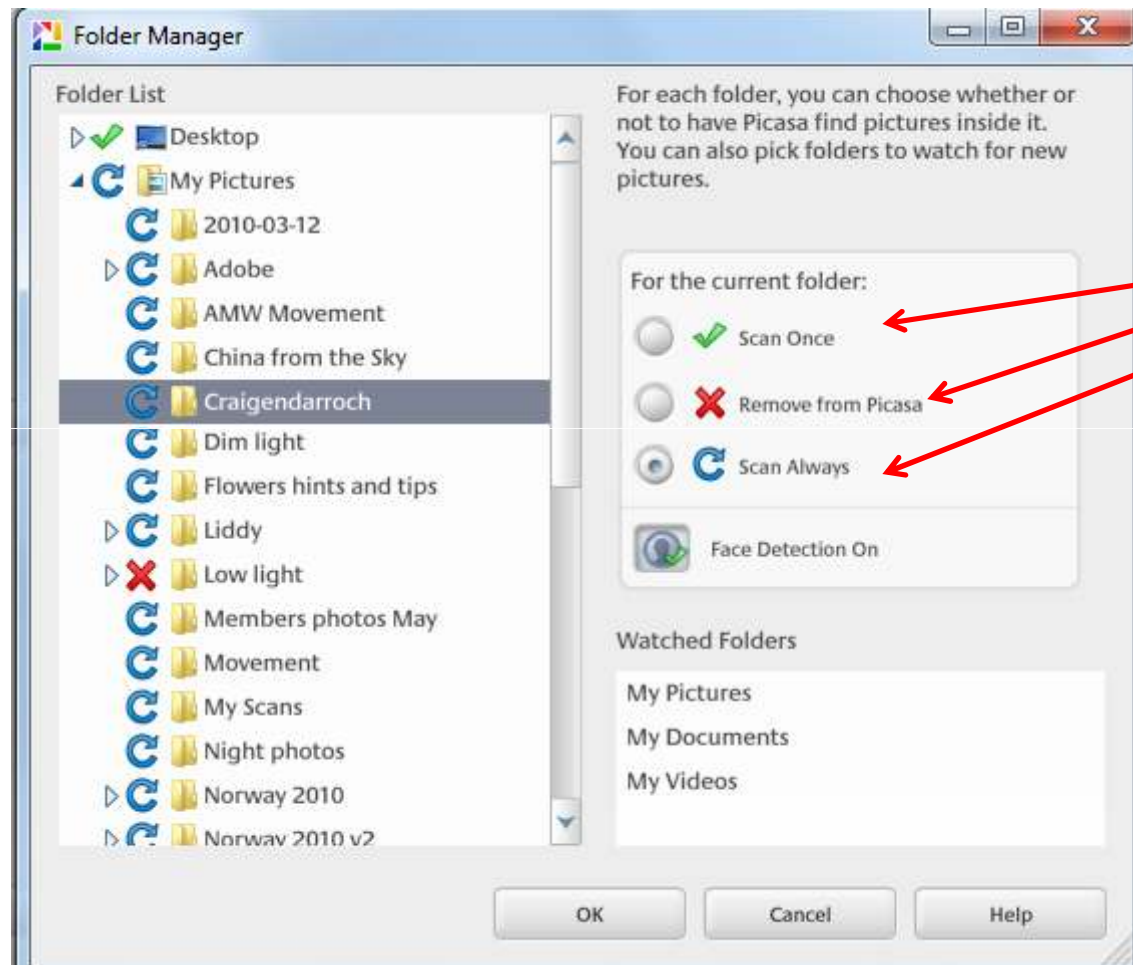 Folder Manager
Folder List
Desktop
My Pictures
2010-03-12
Adobe
AMW Movement
China from the Sky
Craigendarroch
Dim light
Flowers hints and tips
Liddy
Low light
Members photos May
Movement
My Scans
Night photos
Norway 2010
Norway 2010 v2
For each folder, you can choose whether or
not to have Picasa find pictures inside it.
You can also pick folders to watch for new
pictures.
For the current folder:
Scan Once
Remove from Picasa
Scan Always
Face Detection On
Watched Folders
My Pictures
My Documents
My Videos
OK
Cancel
Help